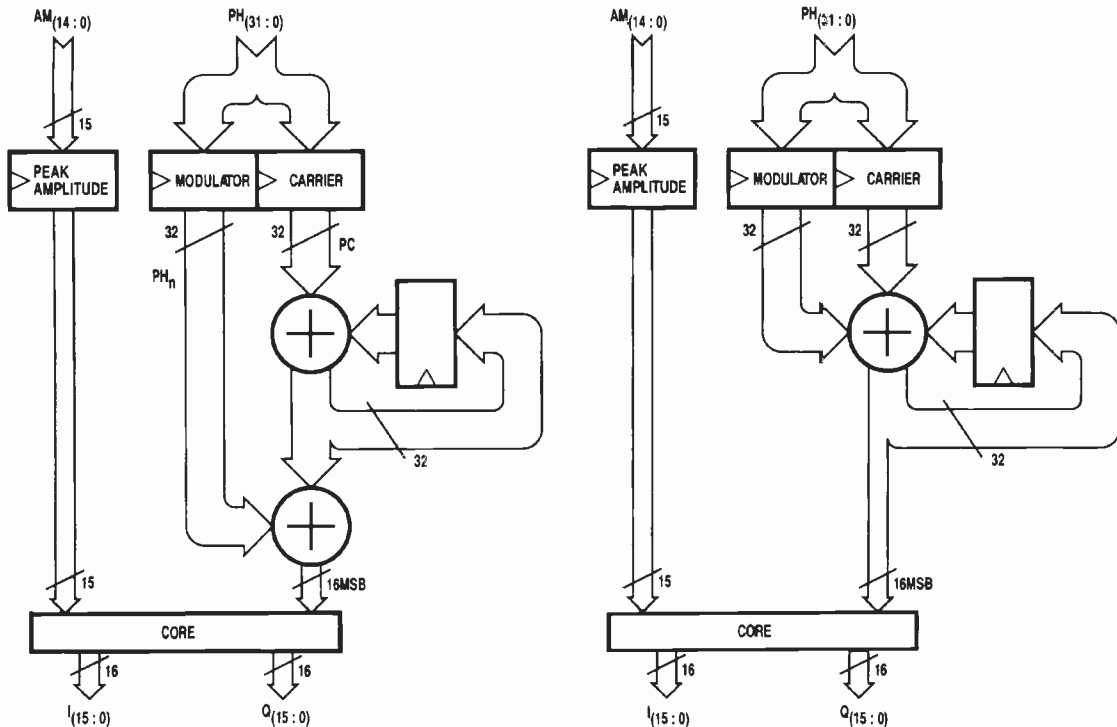 AM(14 : 0)
PH(31 : 0)
15
PEAK
AMPLITUDE
MODULATOR
CARRIER
32
32
PC
PHn
32
15
16MSB
CORE
16
16
I(15 : 0)
Q(15 : 0)
AM(14 : 0)
PH(31 : 0)
15
PEAK
AMPLITUDE
MODULATOR
CARRIER
32
32
32
15
16MSB
CORE
16
16
I(15 : 0)
Q(15 : 0)